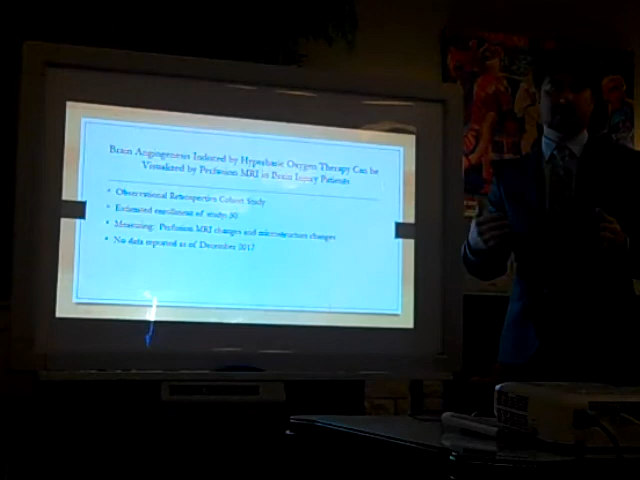 Brain Angiogenesis Induced by Hyperbaric Oxygen Therapy Can be
Visualized by Perfusion MRI in Brain Injury Patients
• Observational Retrospective Cohort Study
• Estimated enrollment of study: 50
• Measuring: Perfusion MRI changes and microstructure changes
• No data reported as of December 2017